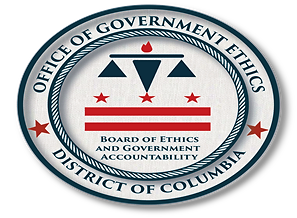 OFFICE OF GOVERNMENT ETHICS
BOARD OF ETHICS
AND GOVERNMENT
ACCOUNTABILITY
DISTRICT OF COLUMBIA